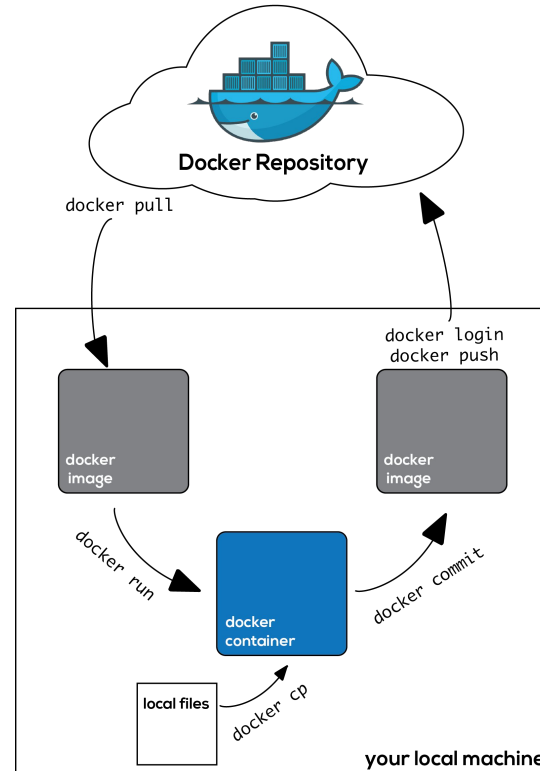 Docker Repository
docker pull
docker login
docker push
docker
image
docker
image
docker run
docker
container
docker commit
local files
docker cp
your local machine